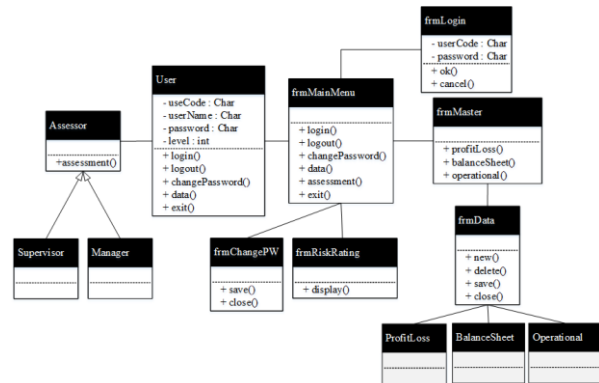 frmLogin
- userCode : Char
- password : Char
+ ok()
+ cancel()
User
- useCode : Char
- userName : Char
- password : Char
- level : int
+ login()
+ logout()
+ changePassword()
+ data()
+ exit()
frmMainMenu
+ login()
+ logout()
+ changePassword()
+ data()
+ assessment()
+ exit()
frmMaster
+ profitLoss()
+ balanceSheet()
+ operational()
Assessor
+assessment()
Supervisor
Manager
frmChangePW
+ save()
+ close()
frmRiskRating
+ display()
frmData
+ new()
+ delete()
+ save()
+ close()
ProfitLoss
BalanceSheet
Operational